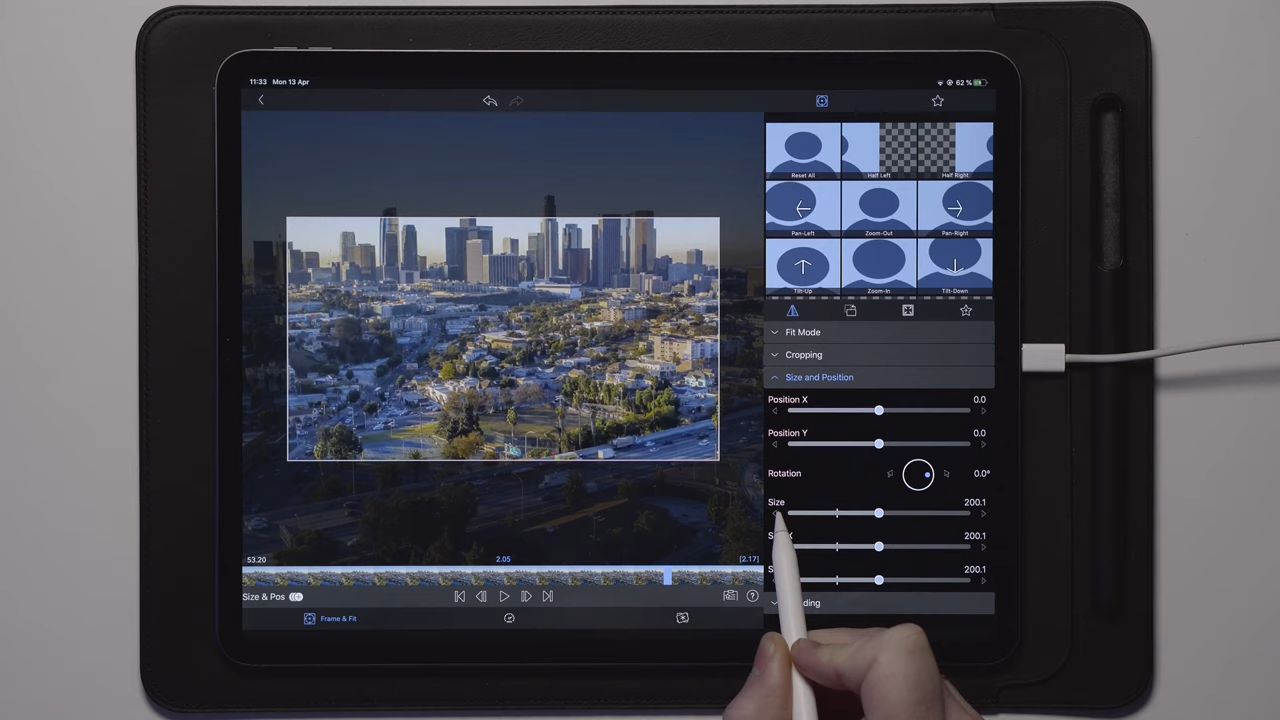 11:33 Mon 13 Apr
62 %
Reset All
Half Left
Half Right
Pan-Left
Zoom-Out
Pan-Right
Tilt-Up
Zoom-In
Tilt-Down
Fit Mode
Cropping
Size and Position
Position X 0.0
Position Y 0.0
Rotation 0.0°
Size 200.1
200.1
200.1
53.20 2.05 [2.17]
Size & Pos
Frame & Fit